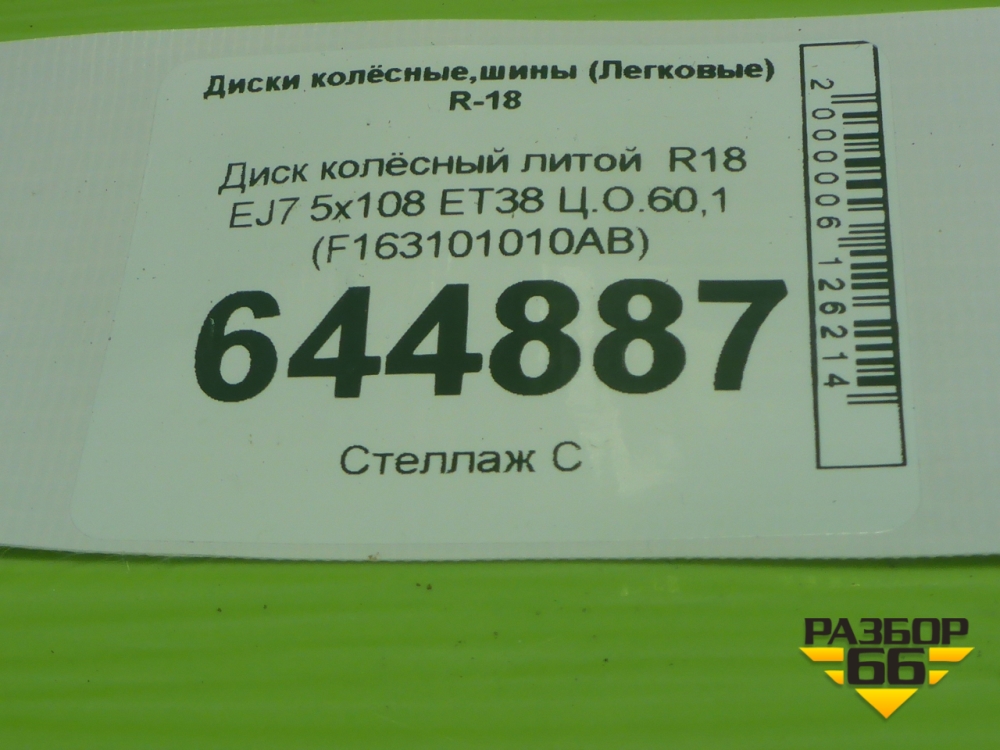 Диски колёсные,шины (Легковые)
R-18
Диск колёсный литой R18
EJ7 5x108 ET38 Ц.О.60,1
(F163101010AB)
644887
Стеллаж С
2000006126214
РАЗБОР
66